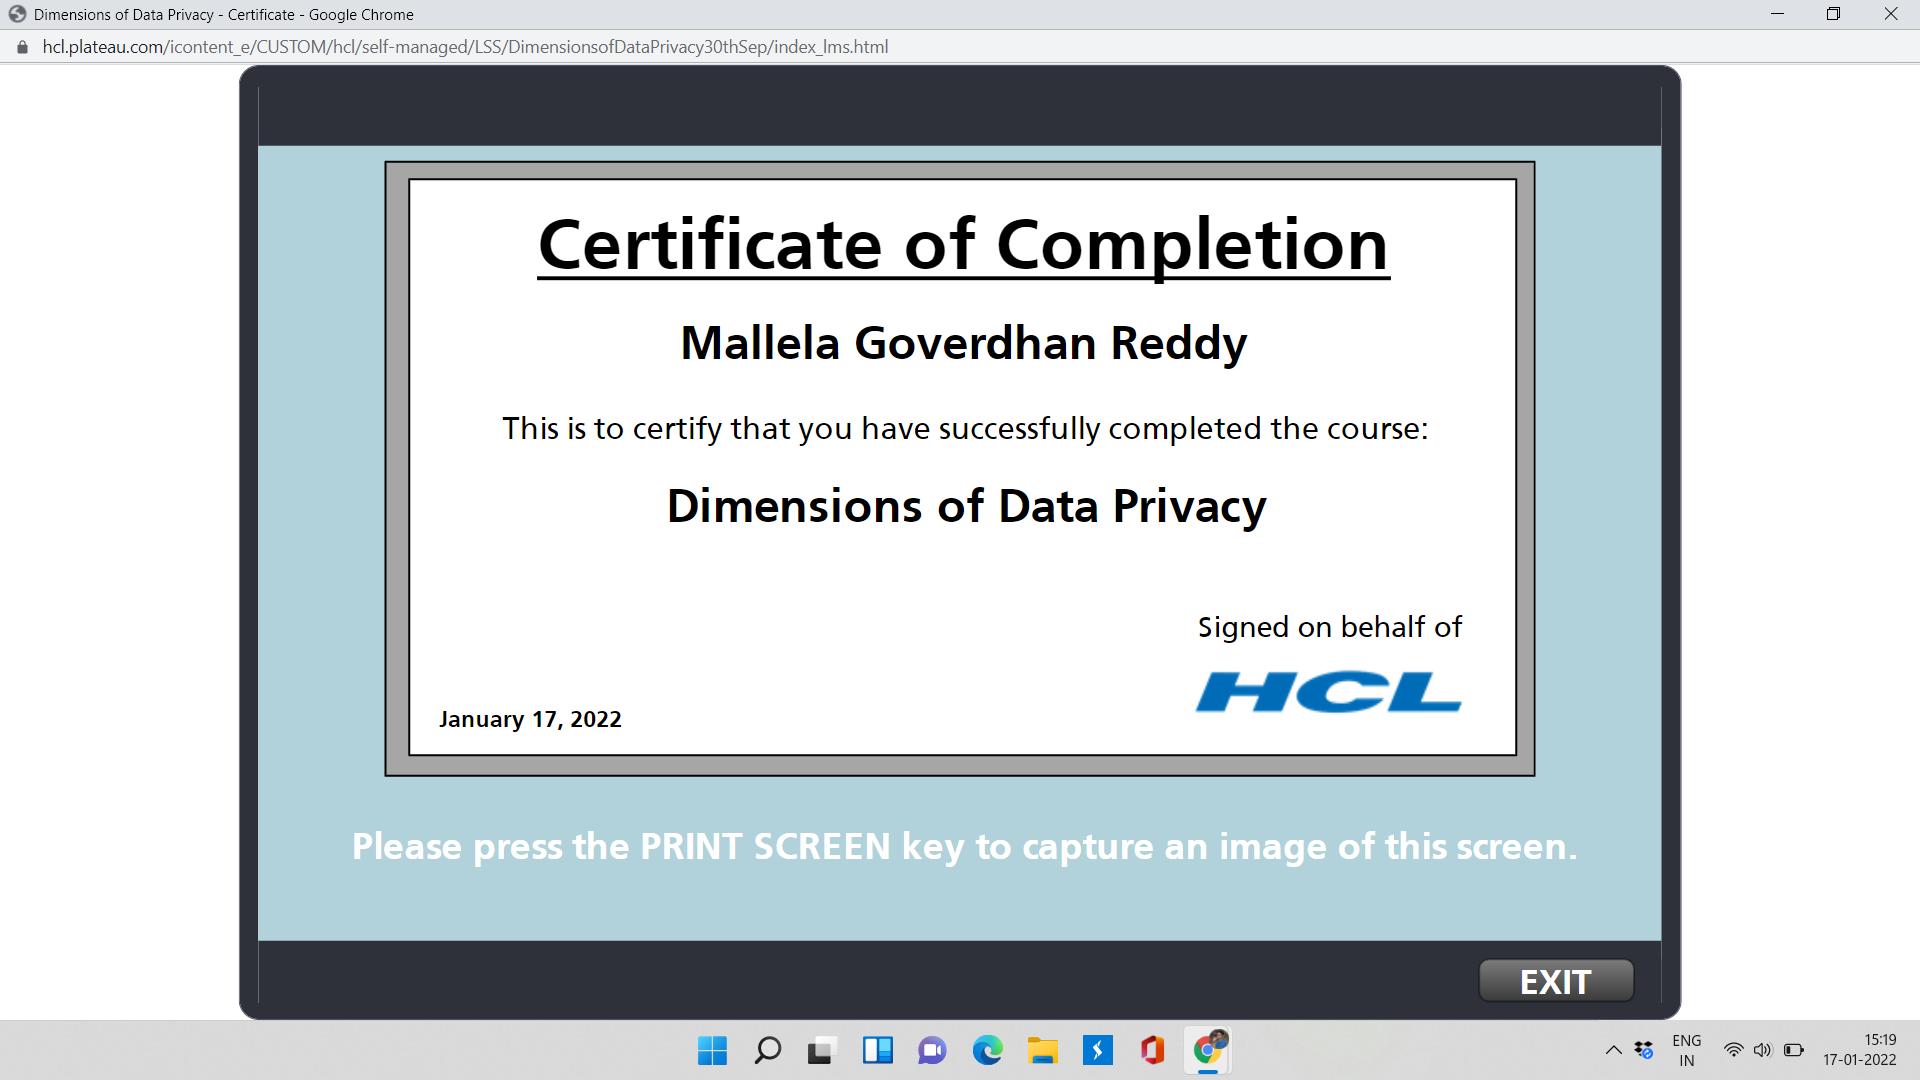 Dimensions of Data Privacy - Certificate - Google Chrome
hcl.plateau.com/icontent_e/CUSTOM/hcl/self-managed/LSS/DimensionsofDataPrivacy30thSep/index_lms.html
Certificate of Completion
Mallela Goverdhan Reddy
This is to certify that you have successfully completed the course:
Dimensions of Data Privacy
Signed on behalf of
HCL
January 17, 2022
Please press the PRINT SCREEN key to capture an image of this screen.
EXIT
ENG
IN
15:19
17-01-2022